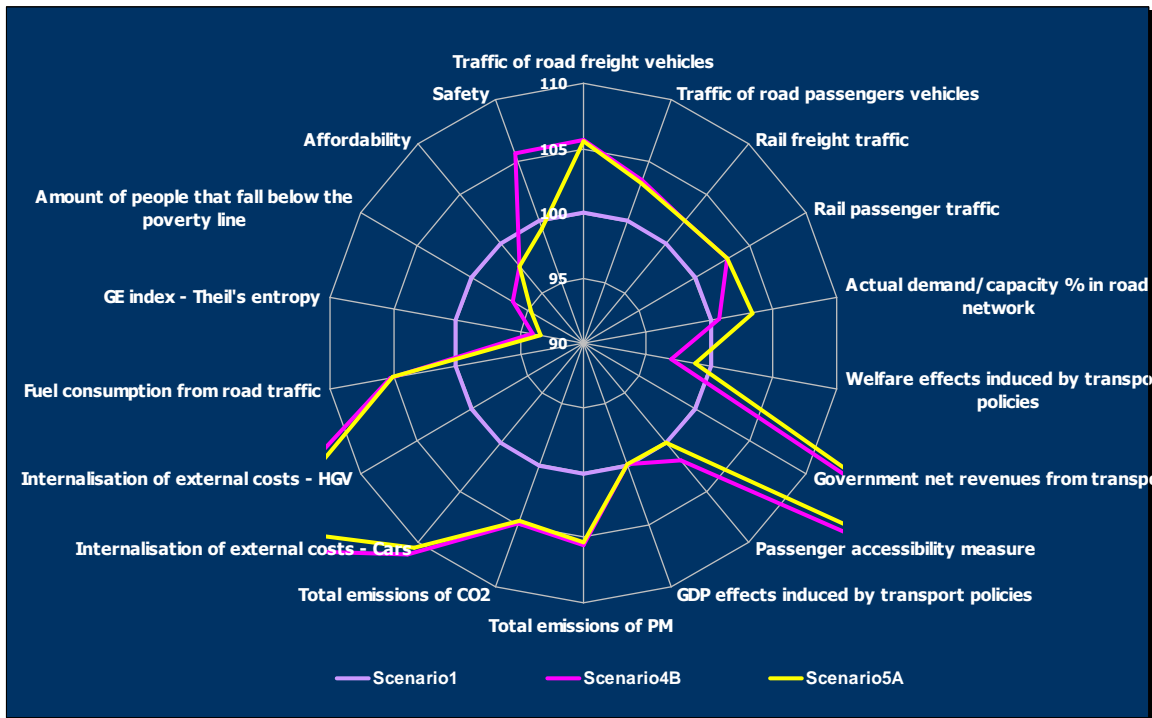 Traffic of road freight vehicles
110
Safety
Traffic of road passengers vehicles
Affordability
105
Rail freight traffic
Amount of people that fall below the
poverty line
100
Rail passenger traffic
GE index - Theil's entropy
95
Actual demand/capacity % in road
network
90
Fuel consumption from road traffic
Welfare effects induced by transpo
policies
Internalisation of external costs - HGV
Government net revenues from transpo
Internalisation of external costs - Cars
Passenger accessibility measure
Total emissions of CO2
GDP effects induced by transport policies
Total emissions of PM
Scenario1
Scenario4B
Scenario5A